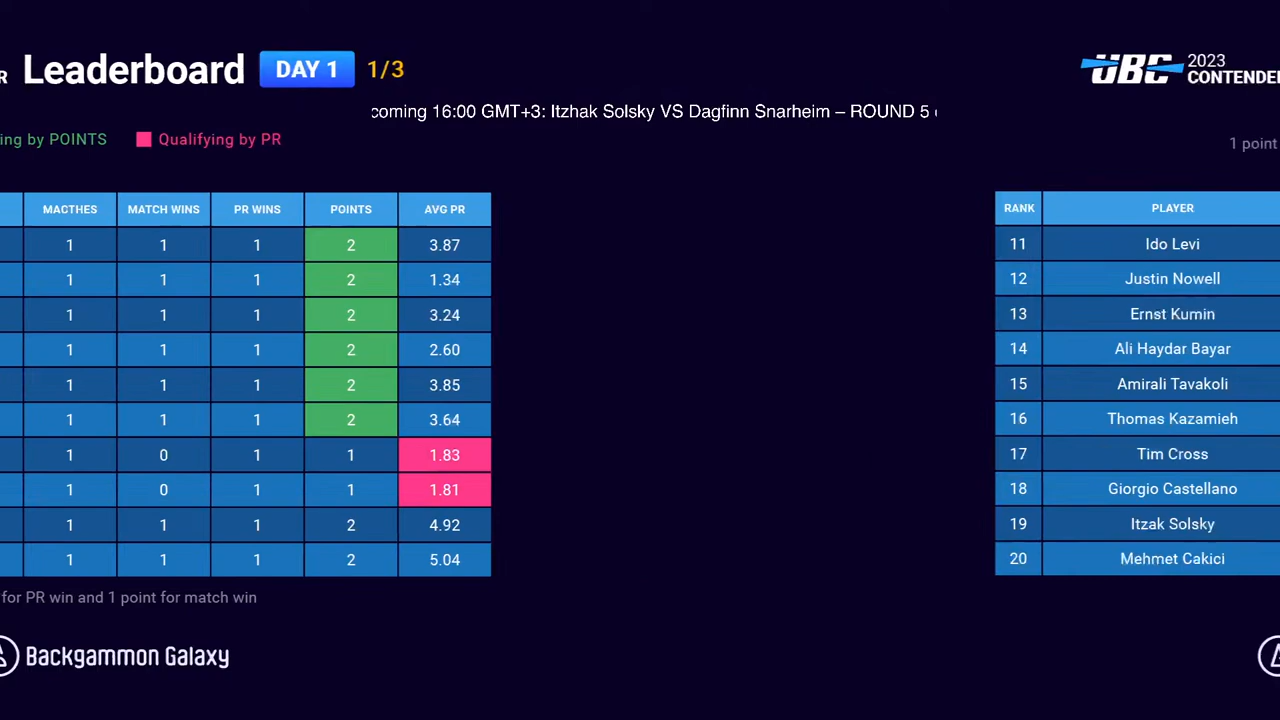 R Leaderboard DAY 1 1/3
UBC 2023 CONTENDE
coming 16:00 GMT+3: Itzhak Solsky VS Dagfinn Snarheim – ROUND 5
ing by POINTS Qualifying by PR
1 point
MACTHES MATCH WINS PR WINS POINTS AVG PR
1 1 1 2 3.87
1 1 1 2 1.34
1 1 1 2 3.24
1 1 1 2 2.60
1 1 1 2 3.85
1 1 1 2 3.64
1 0 1 1 1.83
1 0 1 1 1.81
1 1 1 2 4.92
1 1 1 2 5.04
for PR win and 1 point for match win
Backgammon Galaxy
RANK PLAYER
11 Ido Levi
12 Justin Nowell
13 Ernst Kumin
14 Ali Haydar Bayar
15 Amirali Tavakoli
16 Thomas Kazamieh
17 Tim Cross
18 Giorgio Castellano
19 Itzak Solsky
20 Mehmet Cakici